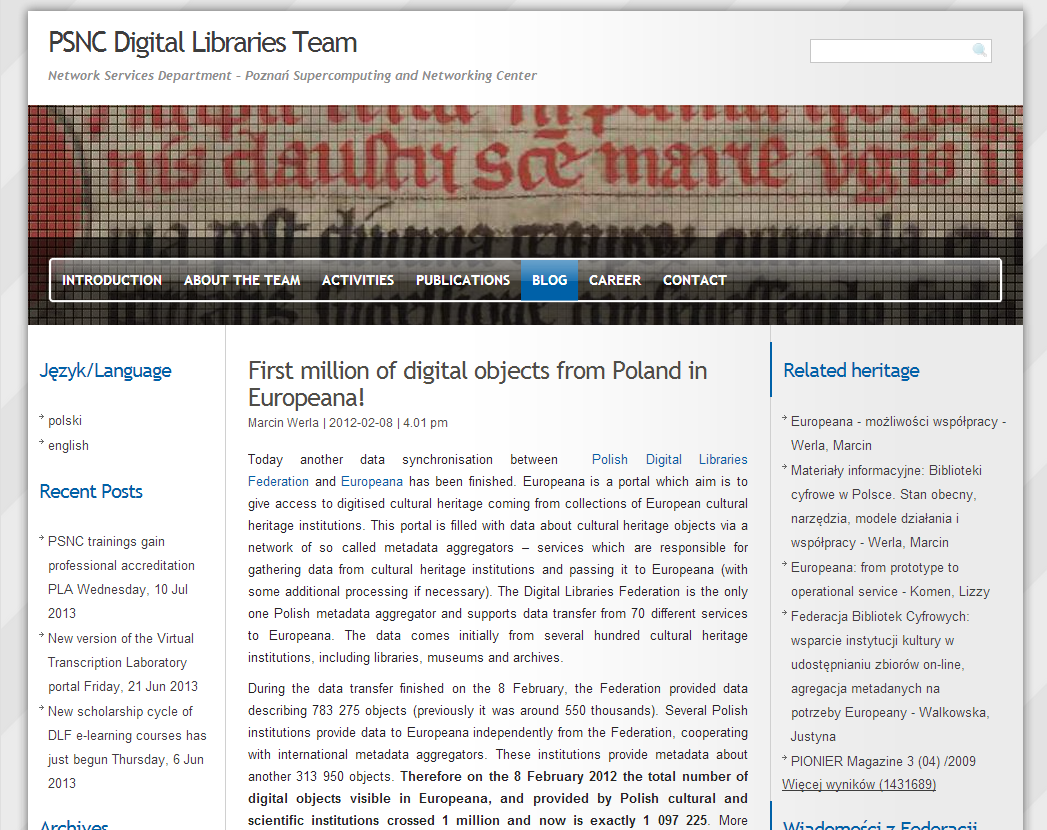 PSNC Digital Libraries Team
Network Services Department – Poznań Supercomputing and Networking Center
nis claustri sce marie vgis
INTRODUCTION ABOUT THE TEAM ACTIVITIES PUBLICATIONS BLOG CAREER CONTACT
Język/Language
polski
english
Recent Posts
PSNC trainings gain
professional accreditation
PLA Wednesday, 10 Jul
2013
New version of the Virtual
Transcription Laboratory
portal Friday, 21 Jun 2013
New scholarship cycle of
DLF e-learning courses has
just begun Thursday, 6 Jun
2013
Archives
First million of digital objects from Poland in
Europeana!
Marcin Werla | 2012-02-08 | 4.01 pm
Today another data synchronisation between Polish Digital Libraries
Federation and Europeana has been finished. Europeana is a portal which aim is to
give access to digitised cultural heritage coming from collections of European cultural
heritage institutions. This portal is filled with data about cultural heritage objects via a
network of so called metadata aggregators – services which are responsible for
gathering data from cultural heritage institutions and passing it to Europeana (with
some additional processing if necessary). The Digital Libraries Federation is the only
one Polish metadata aggregator and supports data transfer from 70 different services
to Europeana. The data comes initially from several hundred cultural heritage
institutions, including libraries, museums and archives.
During the data transfer finished on the 8 February, the Federation provided data
describing 783 275 objects (previously it was around 550 thousands). Several Polish
institutions provide data to Europeana independently from the Federation, cooperating
with international metadata aggregators. These institutions provide metadata about
another 313 950 objects. Therefore on the 8 February 2012 the total number of
digital objects visible in Europeana, and provided by Polish cultural and
scientific institutions crossed 1 million and now is exactly 1 097 225. More
Related heritage
Europeana - możliwości współpracy -
Werla, Marcin
Materiały informacyjne: Biblioteki
cyfrowe w Polsce. Stan obecny,
narzędzia, modele działania i
współpracy - Werla, Marcin
Europeana: from prototype to
operational service - Komen, Lizzy
Federacja Bibliotek Cyfrowych:
wsparcie instytucji kultury w
udostępnianiu zbiorów on-line,
agregacja metadanych na
potrzeby Europeany - Walkowska,
Justyna
PIONIER Magazine 3 (04) /2009
Więcej wyników (1431689)
Wiadomości z Federacji